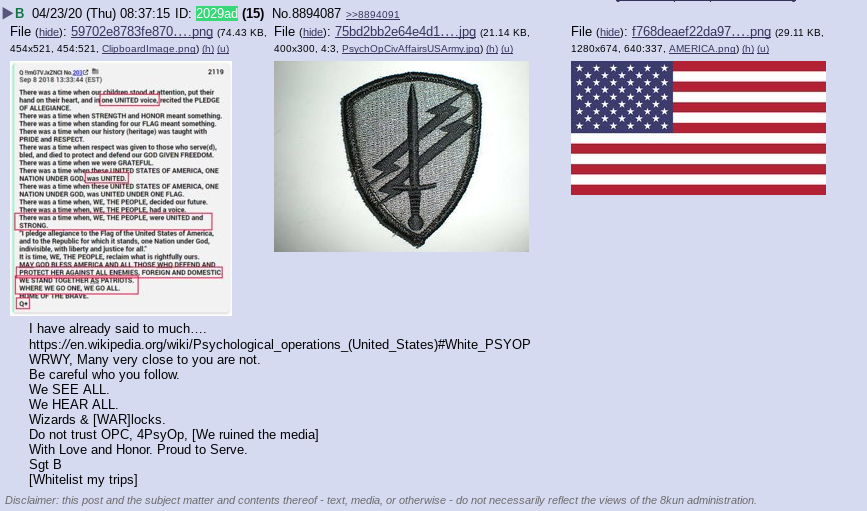 B 04/23/20 (Thu) 08:37:15 ID: 2029ad (15) No.8894087 >>8894091
File (hide): 59702e8783fe870….png (74.43 KB, 454x521, 454:521, ClipboardImage.png) (h) (u)
File (hide): 75bd2bb2e64e4d1….jpg (21.14 KB, 400x300, 4:3, PsychOpCivAffairsUSArmy.jpg) (h) (u)
File (hide): f768deaef22da97….png (29.11 KB, 1280x674, 640:337, AMERICA.png) (h) (u)
2119
Sep 8 2018 13:33:44 (EST)
There was a time when our children stood at attention, put their
hand on their heart, and in one UNITED voice, recited the PLEDGE
OF ALLEGIANCE.
There was a time when STRENGTH and HONOR meant something.
There was a time when standing for our FLAG meant something.
There was a time when our history (heritage) was taught with
PRIDE and RESPECT.
There was a time when respect was given to those who serve(d),
bled, and died to protect and defend our GOD GIVEN FREEDOM.
There was a time when we were GRATEFUL.
There was a time when these UNITED STATES OF AMERICA, ONE
NATION UNDER GOD, was UNITED.
There was a time when these UNITED STATES OF AMERICA, ONE
NATION UNDER GOD, was UNITED UNDER ONE FLAG.
There was a time when, WE, THE PEOPLE, decided our future.
There was a time when, WE, THE PEOPLE, had a voice.
There was a time when, WE, THE PEOPLE, were UNITED and
STRONG.
"I pledge allegiance to the Flag of the United States of America,
and to the Republic for which it stands, one Nation under God,
indivisible, with liberty and justice for all."
It is time, WE, THE PEOPLE, reclaim what is rightfully ours.
MAY GOD BLESS AMERICA AND ALL THOSE WHO DEFEND AND
PROTECT HER AGAINST ALL ENEMIES, FOREIGN AND DOMESTIC.
WE STAND TOGETHER AS PATRIOTS.
WHERE WE GO ONE, WE GO ALL.
HOME OF THE BRAVE.
Q+
I have already said to much….
https://en.wikipedia.org/wiki/Psychological_operations_(United_States)#White_PSYOP
WRWY, Many very close to you are not.
Be careful who you follow.
We SEE ALL.
We HEAR ALL.
Wizards & [WAR]locks.
Do not trust OPC, 4PsyOp, [We ruined the media]
With Love and Honor. Proud to Serve.
Sgt B
[Whitelist my trips]
Disclaimer: this post and the subject matter and contents thereof - text, media, or otherwise - do not necessarily reflect the views of the 8kun administration.